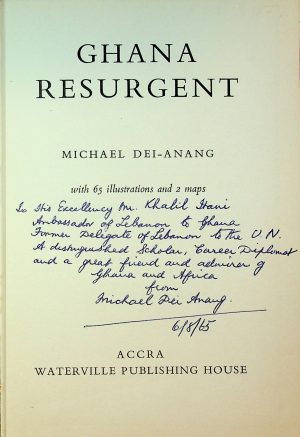 GHANA
RESURGENT
MICHAEL DEI-ANANG
with 65 illustrations and 2 maps
To His Excellency Mr. Khalil Itani
Ambassador of Lebanon to Ghana
Former Delegate of Lebanon to the U.N.
A distinguished Scholar, Career Diplomat
and a great friend and admirer of
Ghana and Africa
from
Michael Dei Anang.
6/8/65
ACCRA
WATERVILLE PUBLISHING HOUSE